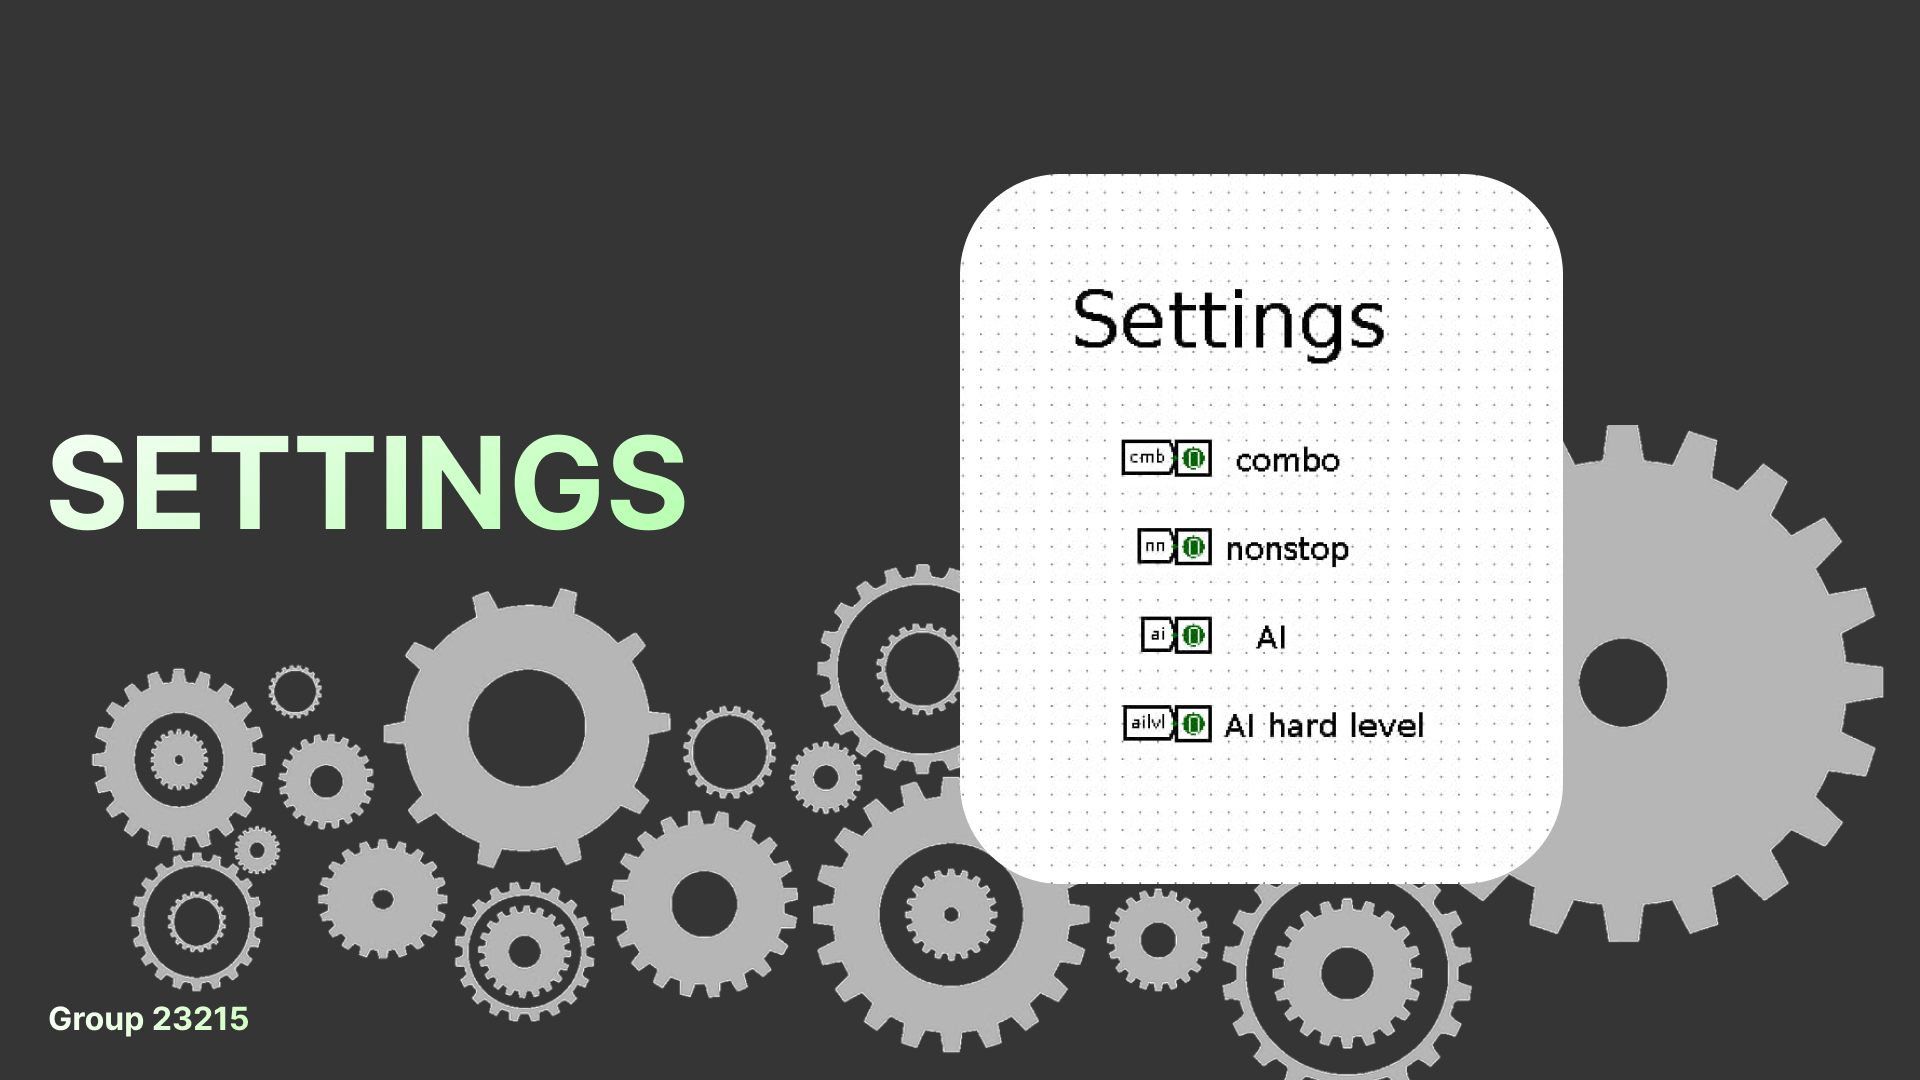 SETTINGS
Settings
cmb combo
nn nonstop
ai AI
ailvl AI hard level
Group 23215